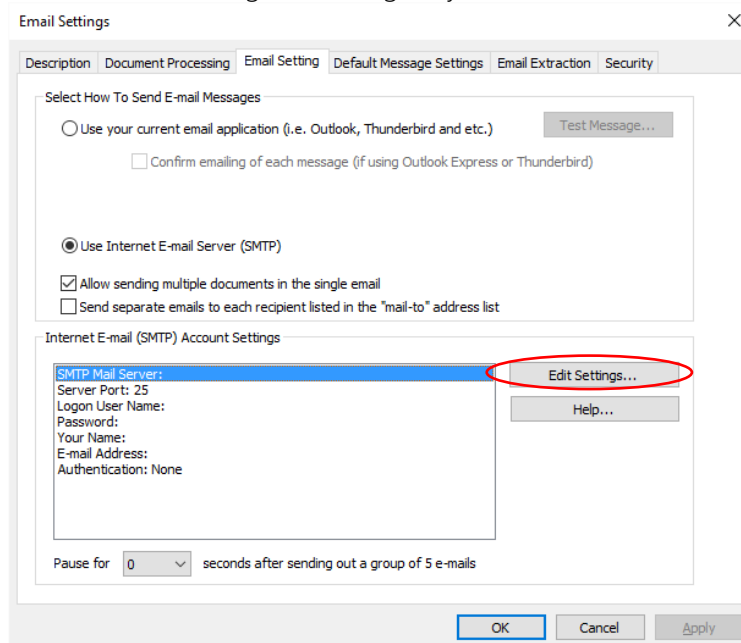 Email Settings
Description Document Processing Email Setting Default Message Settings Email Extraction Security
Select How To Send E-mail Messages
Use your current email application (i.e. Outlook, Thunderbird and etc.) Test Message...
Confirm emailing of each message (if using Outlook Express or Thunderbird)
Use Internet E-mail Server (SMTP)
Allow sending multiple documents in the single email
Send separate emails to each recipient listed in the "mail-to" address list
Internet E-mail (SMTP) Account Settings
SMTP Mail Server: Edit Settings...
Server Port: 25
Logon User Name: Help...
Password:
Your Name:
E-mail Address:
Authentication: None
Pause for 0 seconds after sending out a group of 5 e-mails
OK Cancel Apply